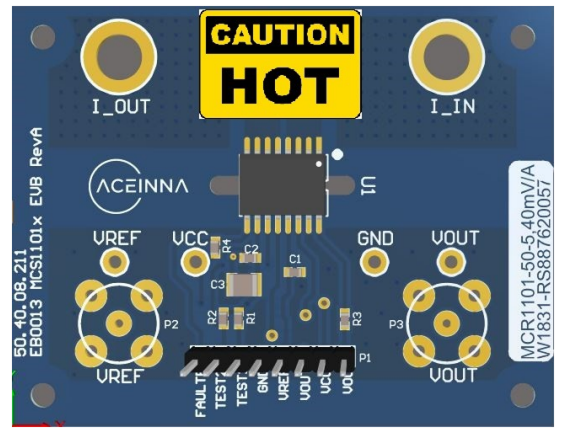 CAUTION
HOT
I_OUT
I_IN
50.40.08.211
EB0013 MCS1101x EVB RevA
ACEINNA
U1
VREF
VCC
R4
C2
C1
C3
GND
VOUT
P2
R2
R1
R3
P3
VREF
VOUT
P1
TEST
TEST
GND
VREF
VOUT
VCC
MCR1101-50-5,40mV/A
W1831-RS887620057